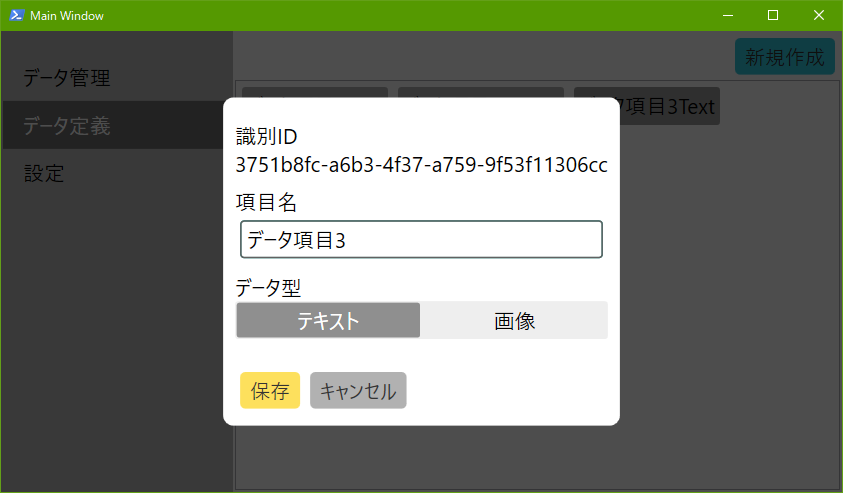 Main Window
データ管理
データ定義
設定
新規作成
項目3Text
識別ID
3751b8fc-a6b3-4f37-a759-9f53f11306cc
項目名
データ項目3
データ型
テキスト
画像
保存
キャンセル